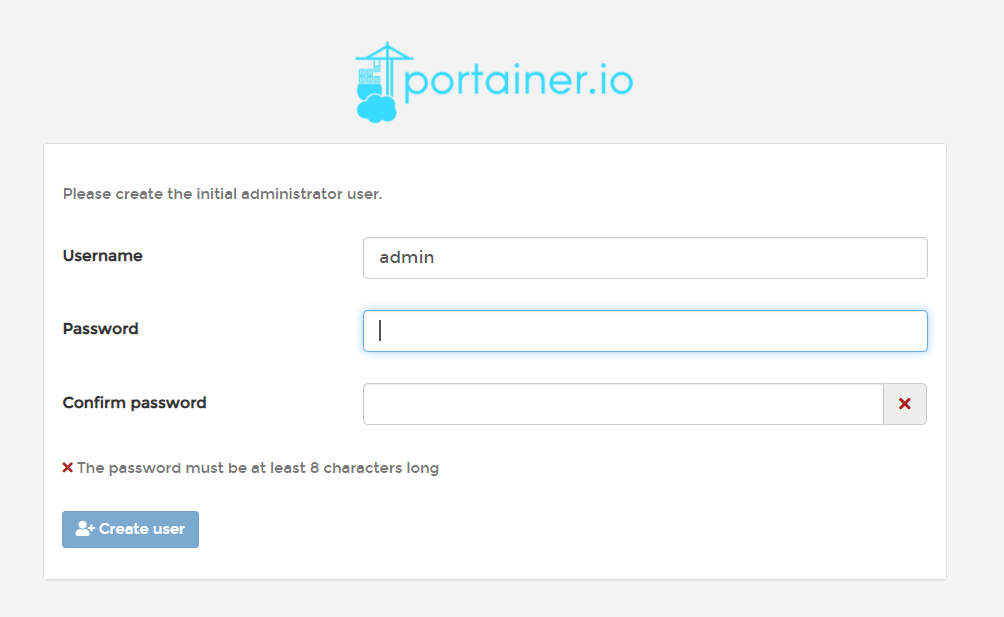 portainer.io
Please create the initial administrator user.
Username
admin
Password
Confirm password
The password must be at least 8 characters long
Create user